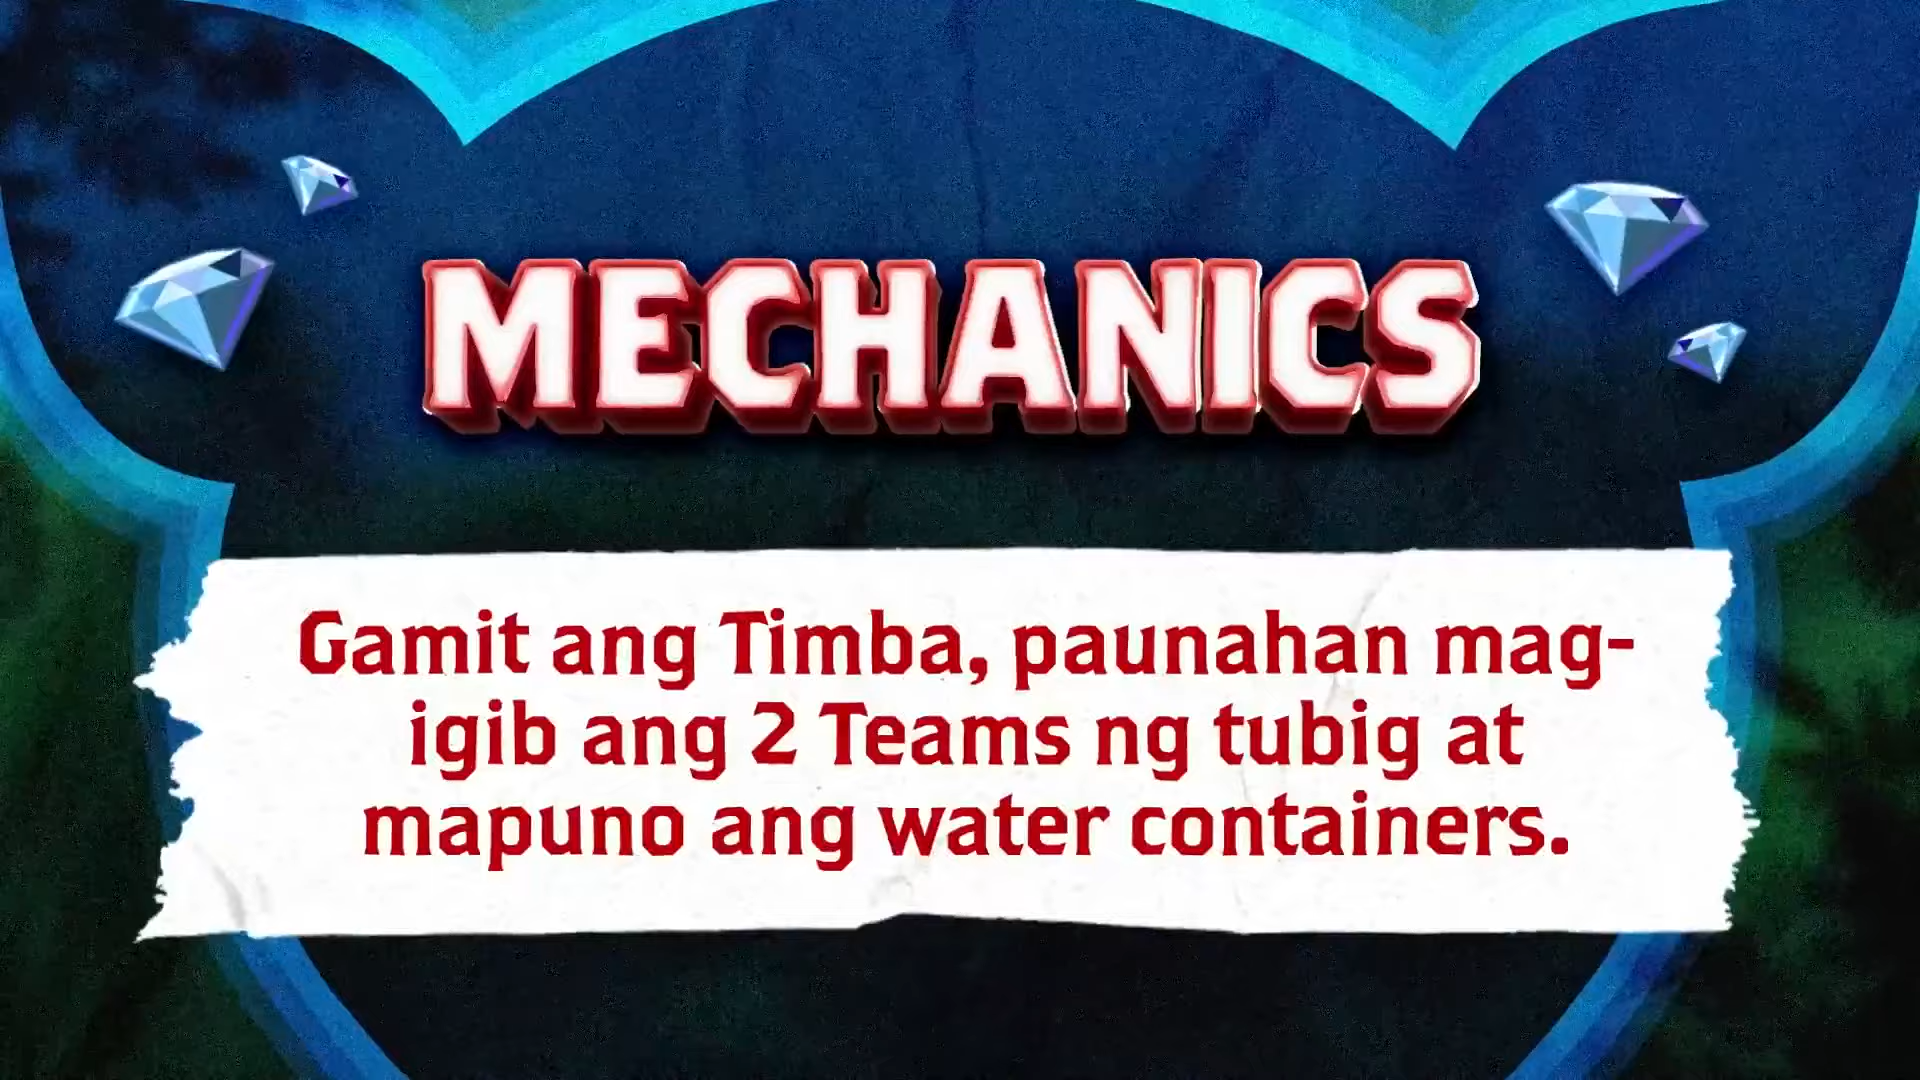 MECHANICS
Gamit ang Timba, paunahan mag-
igib ang 2 Teams ng tubig at
mapuno ang water containers.